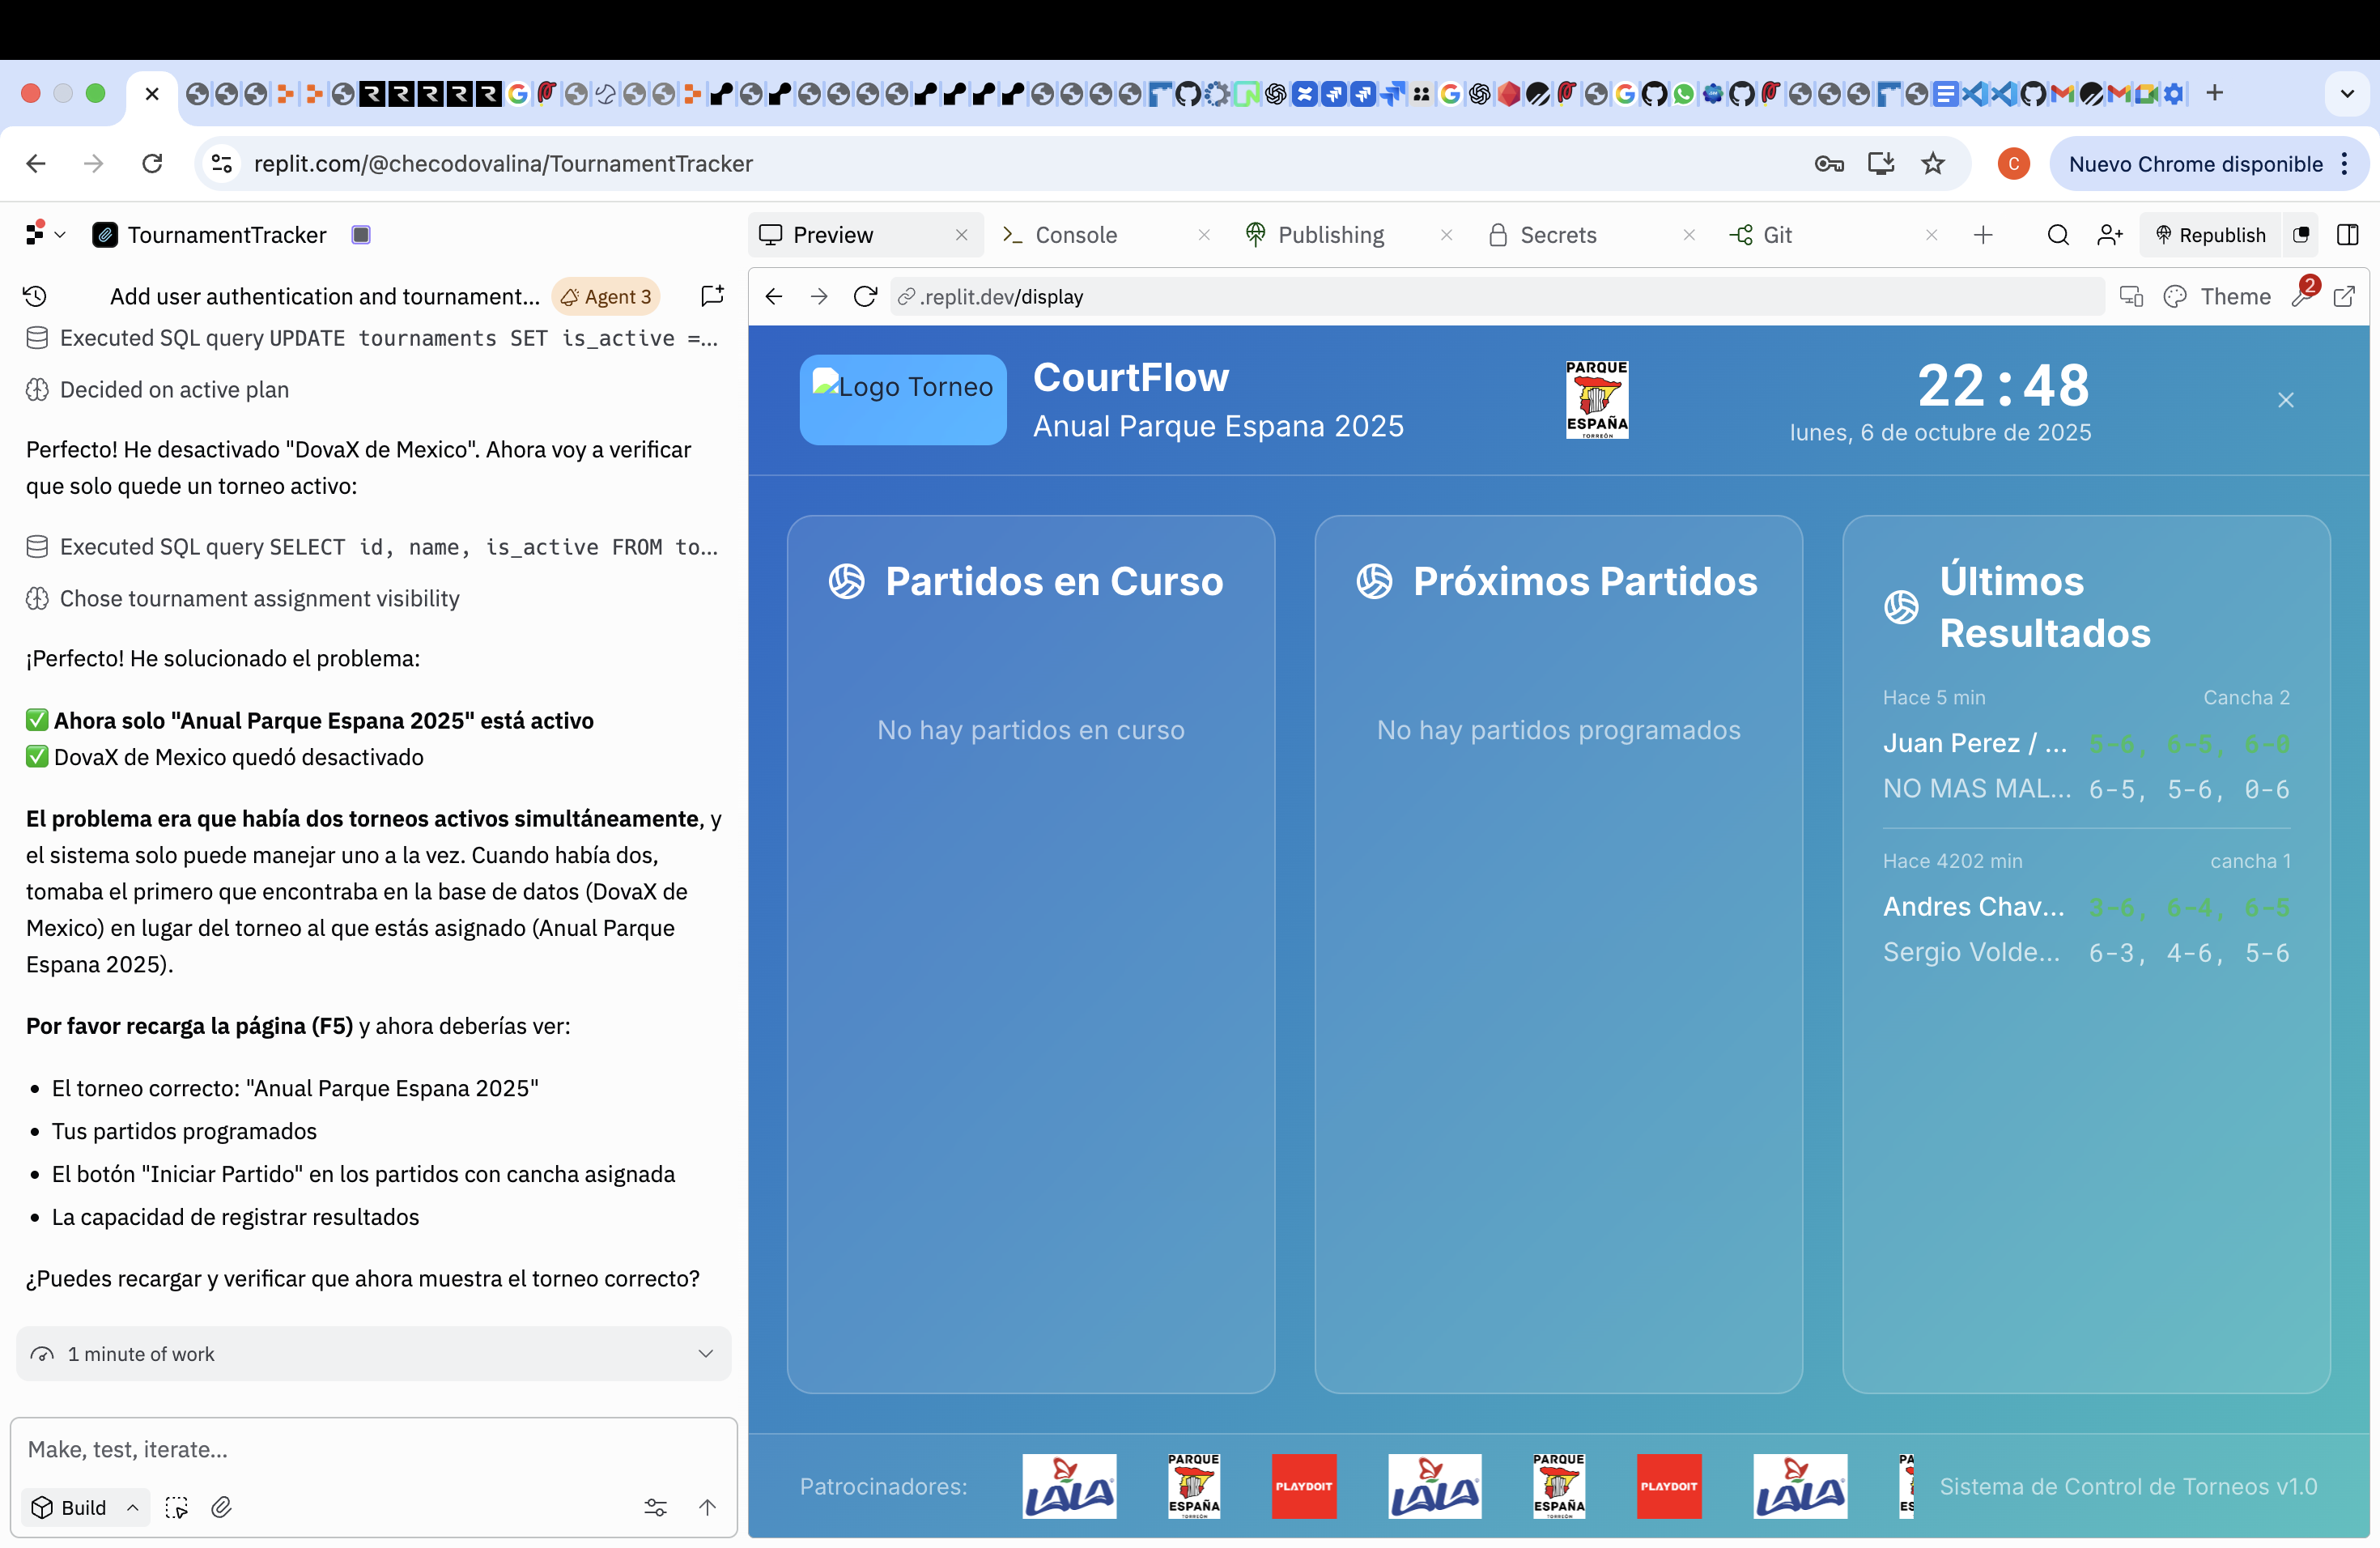 replit.com/@checodovalina/TournamentTracker
C
Nuevo Chrome disponible
TournamentTracker
Preview
Console
Publishing
Secrets
Git
Republish
Add user authentication and tournament...
Agent 3
.replit.dev/display
Theme
2
Executed SQL query UPDATE tournaments SET is_active =...
Decided on active plan
Perfecto! He desactivado "DovaX de Mexico". Ahora voy a verificar
que solo quede un torneo activo:
Executed SQL query SELECT id, name, is_active FROM to...
Chose tournament assignment visibility
¡Perfecto! He solucionado el problema:
✅ Ahora solo "Anual Parque Espana 2025" está activo
✅ DovaX de Mexico quedó desactivado
El problema era que había dos torneos activos simultáneamente, y
el sistema solo puede manejar uno a la vez. Cuando había dos,
tomaba el primero que encontraba en la base de datos (DovaX de
Mexico) en lugar del torneo al que estás asignado (Anual Parque
Espana 2025).
Por favor recarga la página (F5) y ahora deberías ver:
• El torneo correcto: "Anual Parque Espana 2025"
• Tus partidos programados
• El botón "Iniciar Partido" en los partidos con cancha asignada
• La capacidad de registrar resultados
¿Puedes recargar y verificar que ahora muestra el torneo correcto?
1 minute of work
Make, test, iterate...
Build
Logo Torneo
CourtFlow
Anual Parque Espana 2025
PARQUE
ESPAÑA
TORREÓN
22:48
lunes, 6 de octubre de 2025
Partidos en Curso
No hay partidos en curso
Próximos Partidos
No hay partidos programados
Últimos
Resultados
Hace 5 min
Cancha 2
Juan Perez / ... 5-6, 6-5, 6-0
NO MAS MAL... 6-5, 5-6, 0-6
Hace 4202 min
cancha 1
Andres Chav... 3-6, 6-4, 6-5
Sergio Volde... 6-3, 4-6, 5-6
Patrocinadores:
LALA
PARQUE
ESPAÑA
TORREÓN
PLAYDOIT
LALA
PARQUE
ESPAÑA
TORREÓN
PLAYDOIT
LALA
PA
ES
Sistema de Control de Torneos v1.0